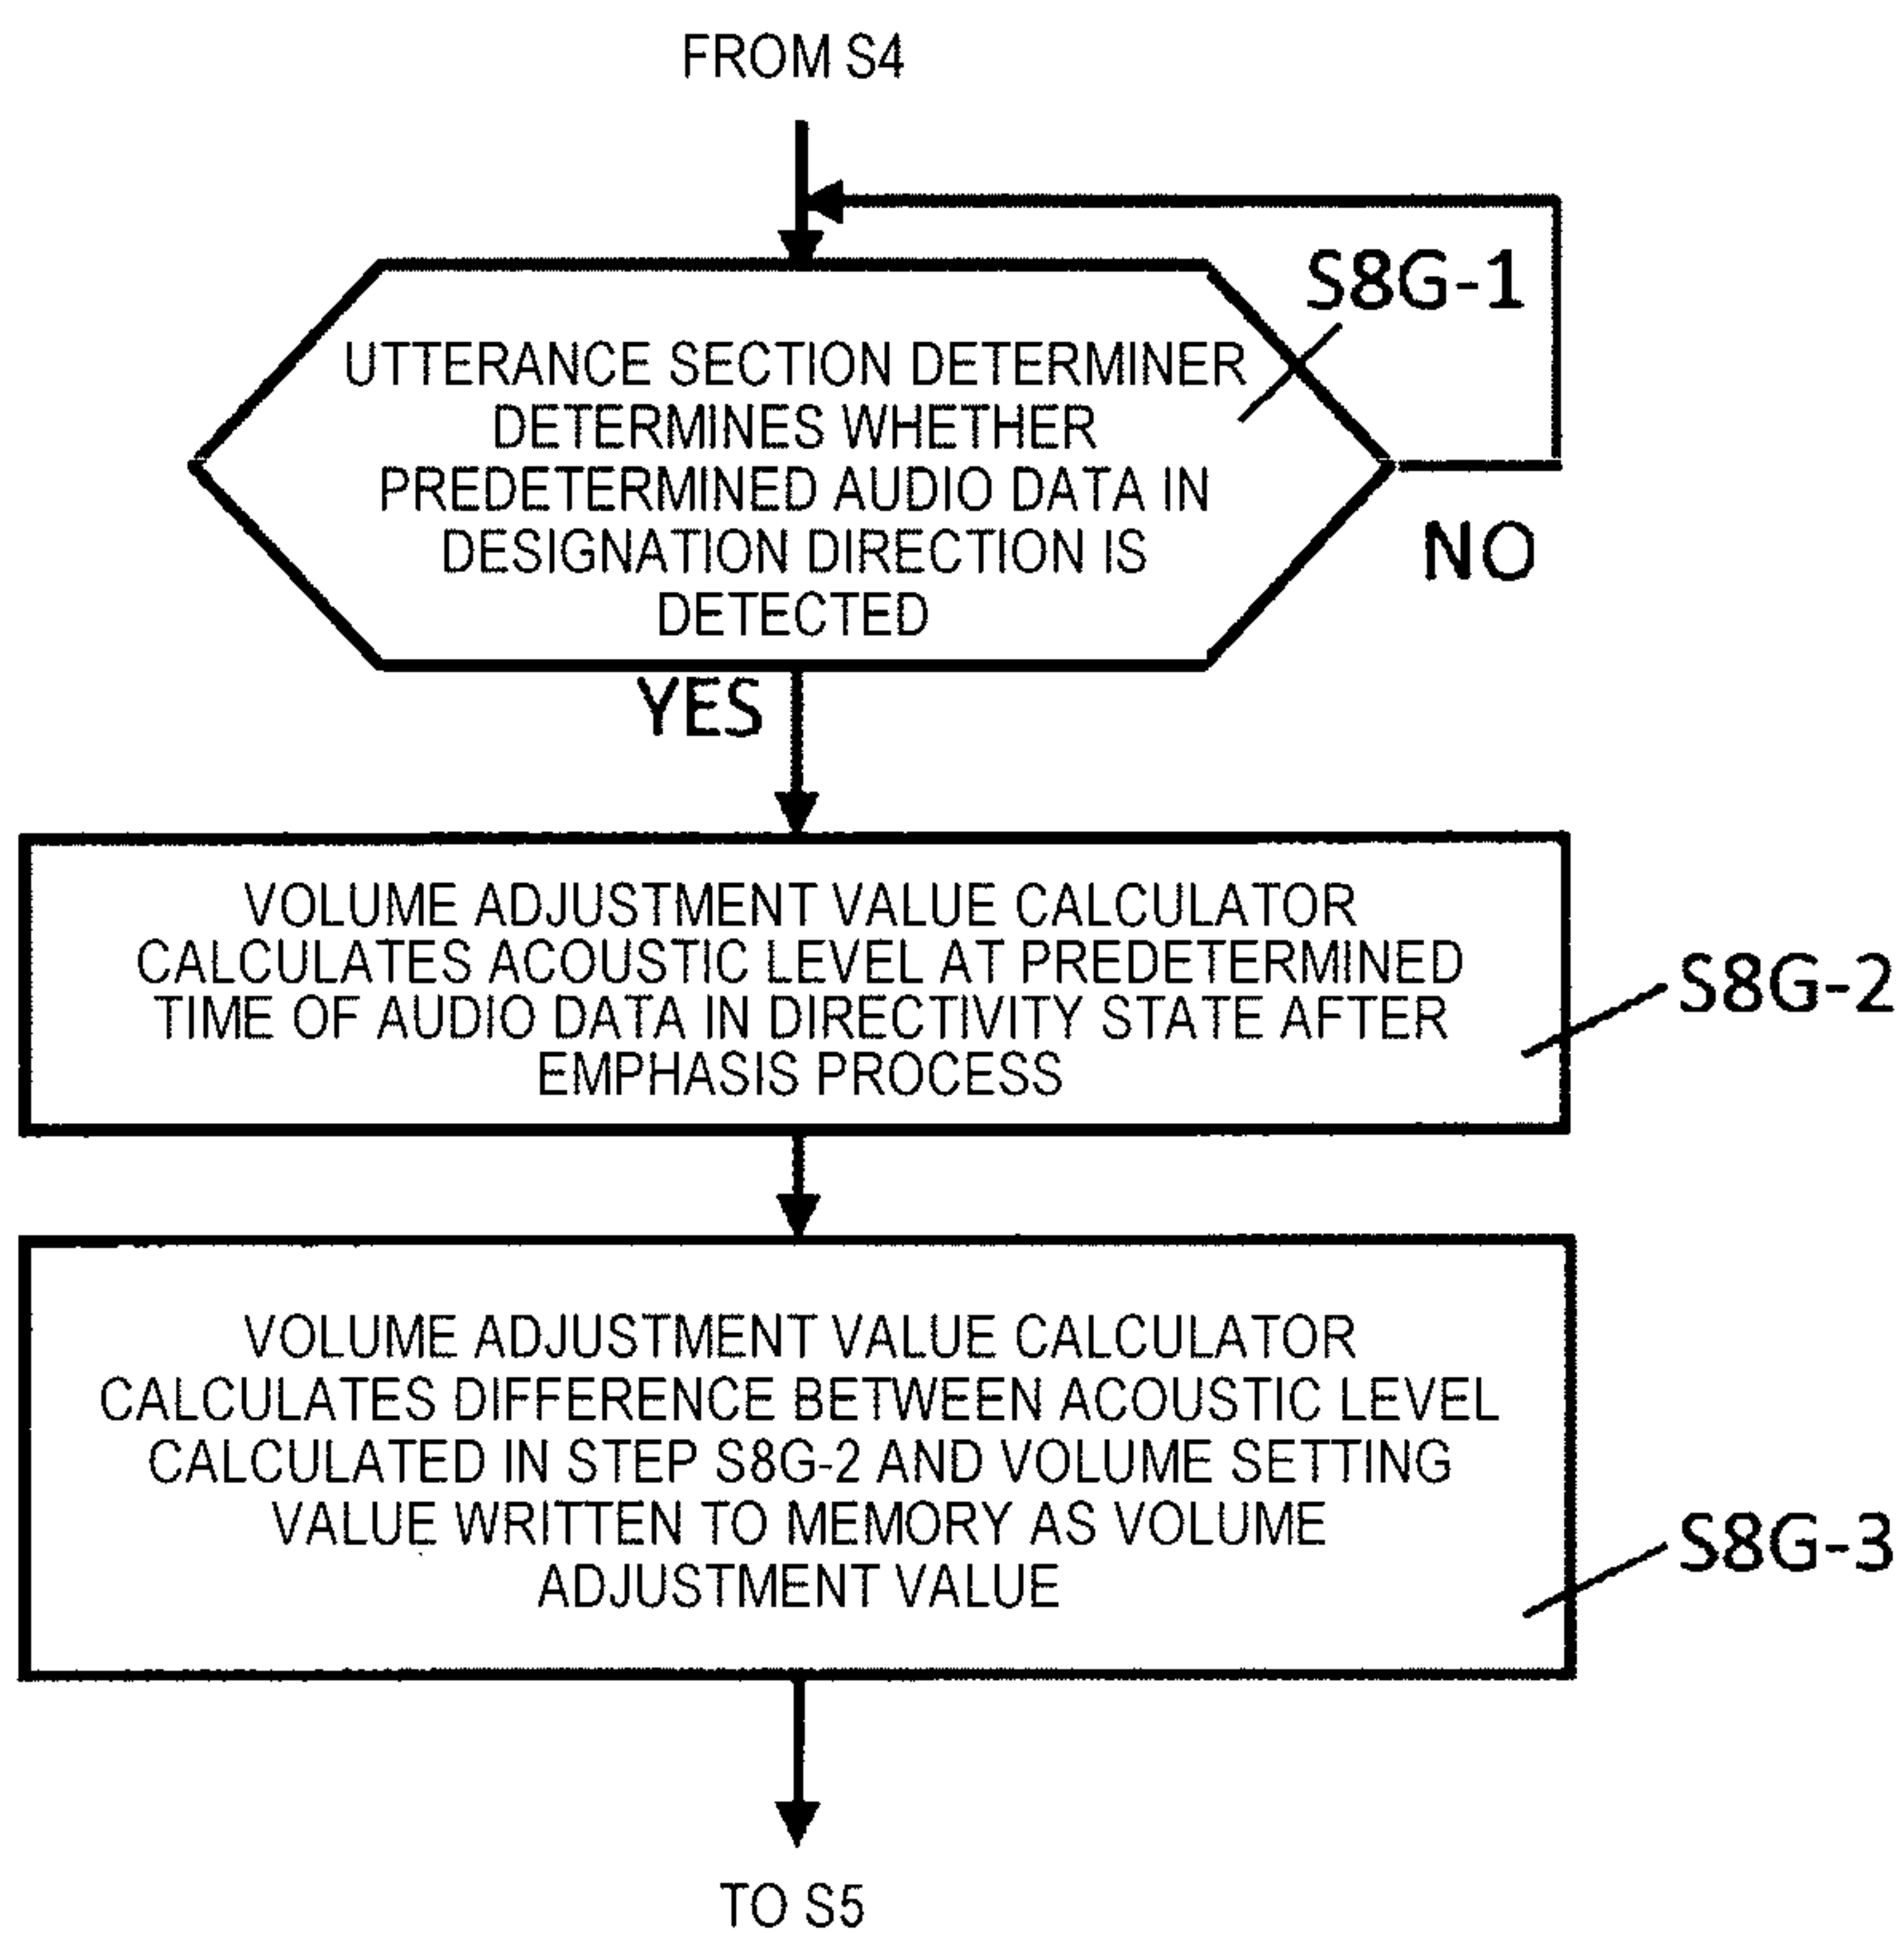 FROM S4
S8G-1
UTTERANCE SECTION DETERMINER
DETERMINES WHETHER
PREDETERMINED AUDIO DATA IN
DESIGNATION DIRECTION IS
DETECTED
NO
YES
VOLUME ADJUSTMENT VALUE CALCULATOR
CALCULATES ACOUSTIC LEVEL AT PREDETERMINED
TIME OF AUDIO DATA IN DIRECTIVITY STATE AFTER
EMPHASIS PROCESS
S8G-2
VOLUME ADJUSTMENT VALUE CALCULATOR
CALCULATES DIFFERENCE BETWEEN ACOUSTIC LEVEL
CALCULATED IN STEP S8G-2 AND VOLUME SETTING
VALUE WRITTEN TO MEMORY AS VOLUME
ADJUSTMENT VALUE
S8G-3
TO S5